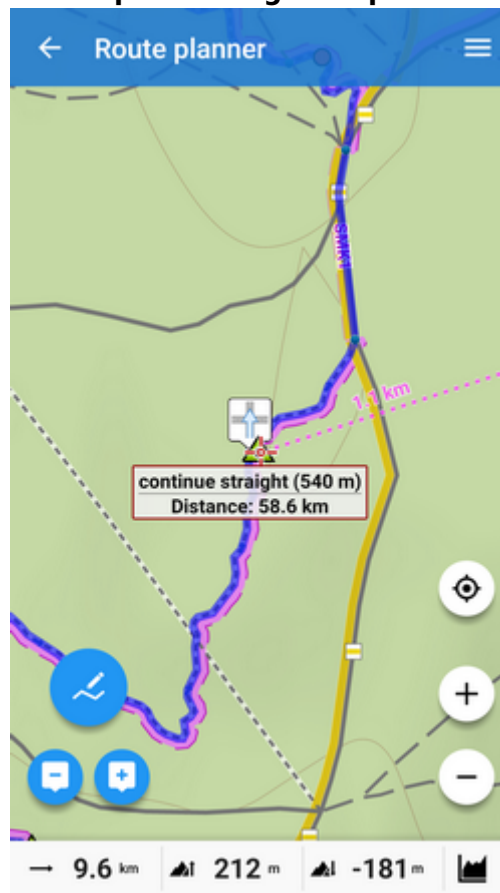 Route planner
SMK1
1.1 km
continue straight (540 m)
Distance: 58.6 km
9.6 km
212 m
-181 m